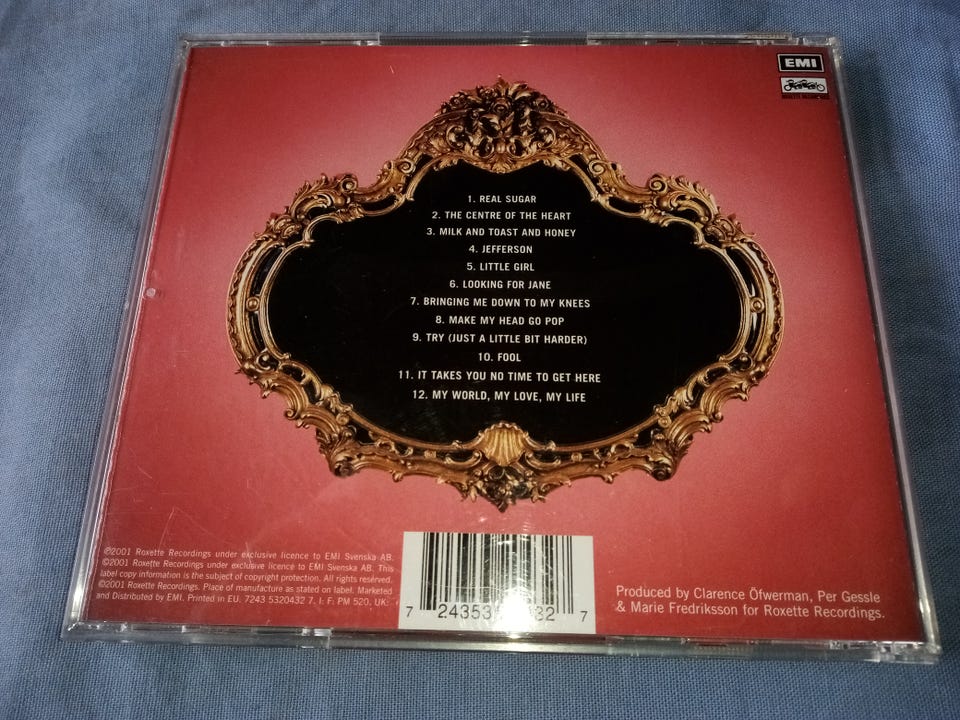 EMI
1. REAL SUGAR
2. THE CENTRE OF THE HEART
3. MILK AND TOAST AND HONEY
4. JEFFERSON
5. LITTLE GIRL
6. LOOKING FOR JANE
7. BRINGING ME DOWN TO MY KNEES
8. MAKE MY HEAD GO POP
9. TRY (JUST A LITTLE BIT HARDER)
10. FOOL
11. IT TAKES YOU NO TIME TO GET HERE
12. MY WORLD, MY LOVE, MY LIFE
℗2001 Roxette Recordings under exclusive licence to EMI Svenska AB.
©2001 Roxette Recordings under exclusive licence to EMI Svenska AB. This
label copy information is the subject of copyright protection. All rights reserved.
©2001 Roxette Recordings. Place of manufacture as stated on label. Marketed
and Distributed by EMI. Printed in EU. 7243 5320432 7. I: F: PM 520. UK:
7 24353 32 7
Produced by Clarence Öfwerman, Per Gessle
& Marie Fredriksson for Roxette Recordings.